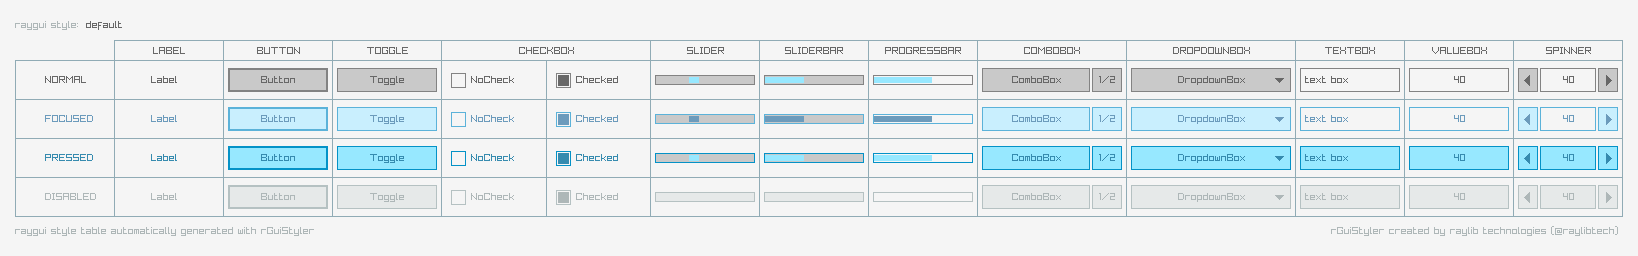 raygui style: default
LABEL BUTTON TOGGLE CHECKBOX SLIDER SLIDERBAR PROGRESSBAR COMBOBOX DROPDOWNBOX TEXTBOX VALUEBOX SPINNER
NORMAL Label Button Toggle NoCheck Checked ComboBox 1/2 DropdownBox text box 40 40
FOCUSED Label Button Toggle NoCheck Checked ComboBox 1/2 DropdownBox text box 40 40
PRESSED Label Button Toggle NoCheck Checked ComboBox 1/2 DropdownBox text box 40 40
DISABLED Label Button Toggle NoCheck Checked ComboBox 1/2 DropdownBox text box 40 40
raygui style table automatically generated with rGuiStyler rGuiStyler created by raylib technologies (@raylibtech)